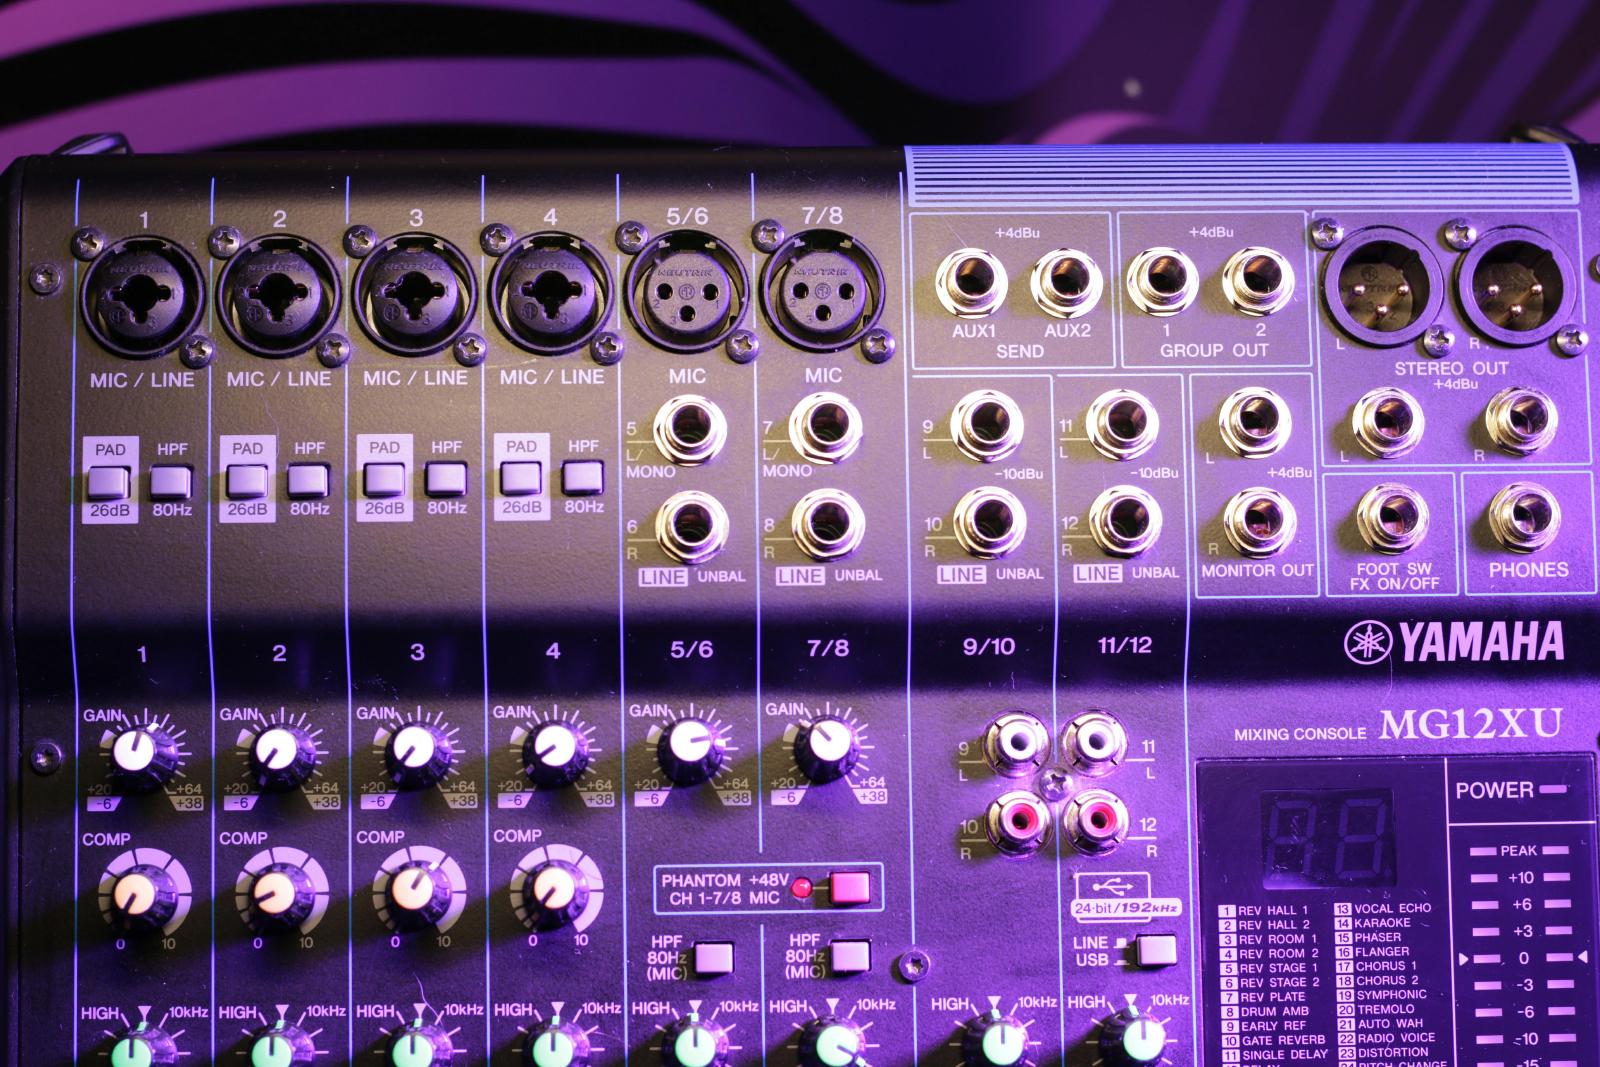 1 2 3 4 5/6 7/8
NEUTRIK NEUTRIK NEUTRIK NEUTRIK NEUTRIK NEUTRIK
+4dBu +4dBu
AUX1 AUX2 1 2
SEND GROUP OUT
L R
STEREO OUT
+4dBu
MIC / LINE MIC / LINE MIC / LINE MIC / LINE MIC MIC
5 7 9 11
L/ L/ L L L L R
MONO MONO -10dBu -10dBu +4dBu
PAD HPF PAD HPF PAD HPF PAD HPF
26dB 80Hz 26dB 80Hz 26dB 80Hz 26dB 80Hz
6 8 10 12
R R R R R
LINE UNBAL LINE UNBAL LINE UNBAL LINE UNBAL
MONITOR OUT
FOOT SW
FX ON/OFF
PHONES
1 2 3 4 5/6 7/8 9/10 11/12
YAMAHA
MIXING CONSOLE MG12XU
GAIN GAIN GAIN GAIN GAIN GAIN
+20 +64 +20 +64 +20 +64 +20 +64 +20 +64 +20 +64
-6 +38 -6 +38 -6 +38 -6 +38 -6 +38 -6 +38
9 11
L L
10 12
R R
COMP COMP COMP COMP
0 10 0 10 0 10 0 10
PHANTOM +48V
CH 1-7/8 MIC
HPF HPF
80Hz 80Hz
(MIC) (MIC)
24-bit/192kHz
LINE
USB
HIGH 10kHz HIGH 10kHz HIGH 10kHz HIGH 10kHz HIGH 10kHz HIGH 10kHz HIGH 10kHz HIGH 10kHz
POWER
PEAK
+10
+6
+3
0
-3
-6
-10
-15
1 REV HALL 1
2 REV HALL 2
3 REV ROOM 1
4 REV ROOM 2
5 REV STAGE 1
6 REV STAGE 2
7 REV PLATE
8 DRUM AMB
9 EARLY REF
10 GATE REVERB
11 SINGLE DELAY
13 VOCAL ECHO
14 KARAOKE
15 PHASER
16 FLANGER
17 CHORUS 1
18 CHORUS 2
19 SYMPHONIC
20 TREMOLO
21 AUTO WAH
22 RADIO VOICE
23 DISTORTION
24 PITCH CHANGE